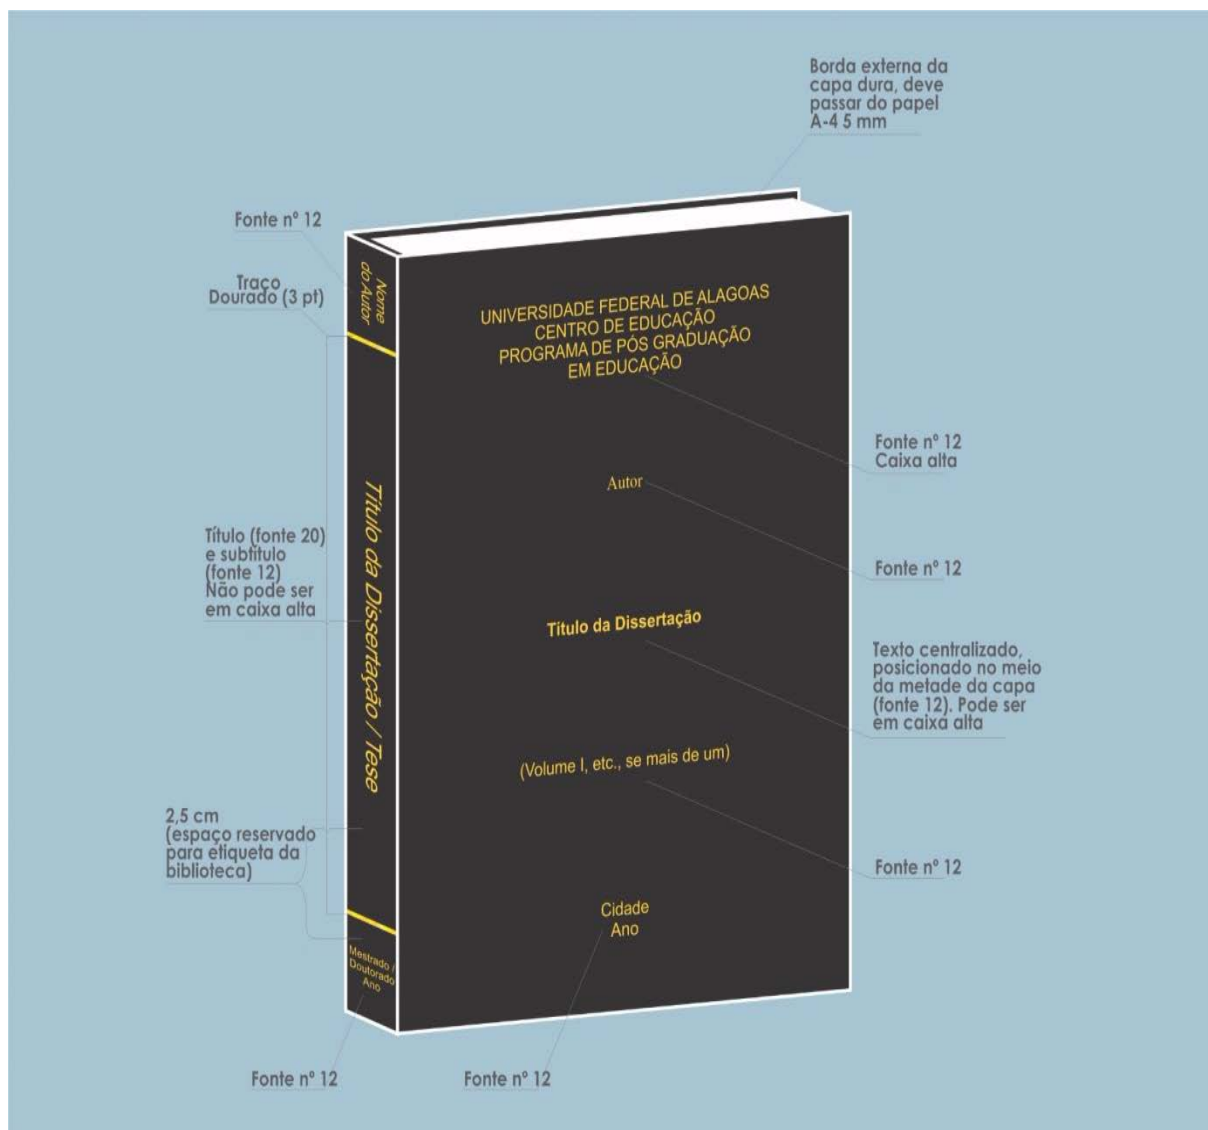 Borda externa da
capa dura, deve
passar do papel
A-4 5 mm
Fonte nº 12
Traço
Dourado (3 pt)
Nome
do Autor
UNIVERSIDADE FEDERAL DE ALAGOAS
CENTRO DE EDUCAÇÃO
PROGRAMA DE PÓS GRADUAÇÃO
EM EDUCAÇÃO
Fonte nº 12
Caixa alta
Autor
Fonte nº 12
Título (fonte 20)
e subtítulo
(fonte 12)
Não pode ser
em caixa alta
Título da Dissertação / Tese
Título da Dissertação
Texto centralizado,
posicionado no meio
da metade da capa
(fonte 12). Pode ser
em caixa alta
(Volume I, etc., se mais de um)
2,5 cm
(espaço reservado
para etiqueta da
biblioteca)
Fonte nº 12
Cidade
Ano
Mestrado /
Doutorado
Ano
Fonte nº 12
Fonte nº 12